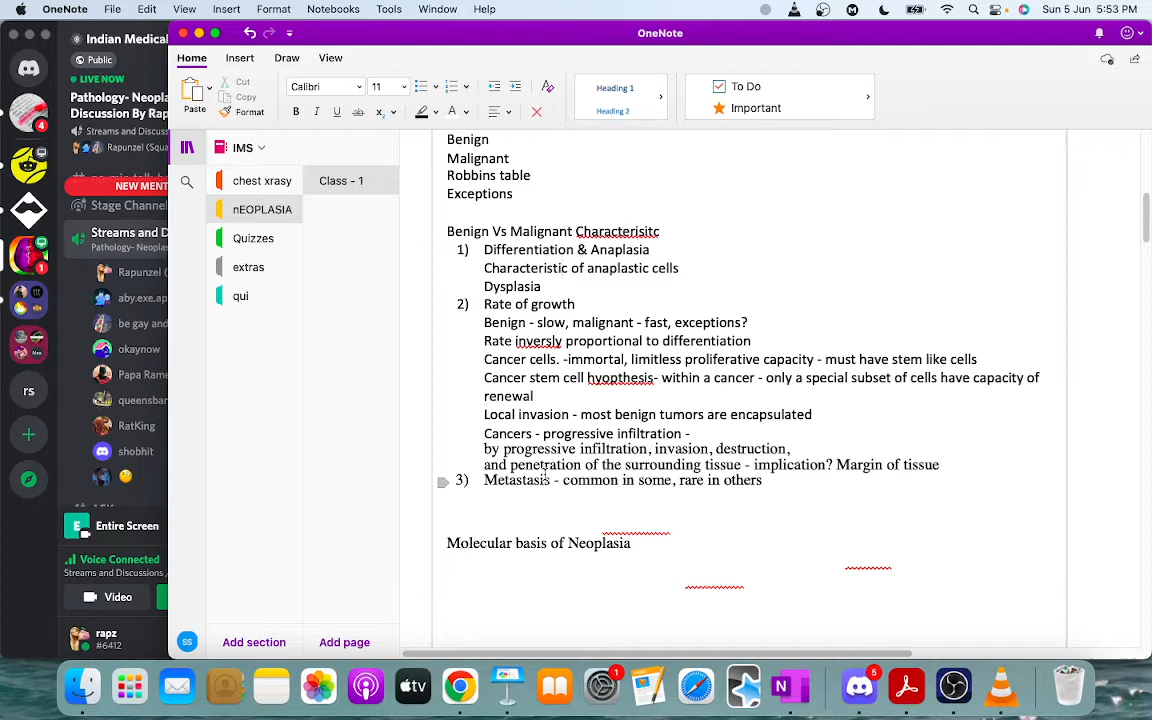 OneNote File Edit View Insert Format Notebooks Tools Window Help Sun 5 Jun 5:53 PM
OneNote
Home Insert Draw View
Paste
Cut
Copy
Format
Calibri 11
B I U ab
Heading 1
Heading 2
To Do
Important
Indian Medical
Public
LIVE NOW
Pathology- Neopla
Discussion By Rap
Streams and Discuss
Rapunzel (Squa
NEW MENT
Stage Channel
Streams and D
Pathology- Neoplas
Rapunzel (S
aby.exe.ap
be gay and
okaynow
Papa Rame
queensbar
RatKing
shobhit
rs
Entire Screen
Voice Connected
Streams and Discussions /
Video
rapz
#6412
IMS
chest xrasy
nEOPLASIA
Quizzes
extras
qui
Class - 1
SS
Add section
Add page
Benign
Malignant
Robbins table
Exceptions
Benign Vs Malignant Characterisitc
1) Differentiation & Anaplasia
Characteristic of anaplastic cells
Dysplasia
2) Rate of growth
Benign - slow, malignant - fast, exceptions?
Rate inversly proportional to differentiation
Cancer cells. -immortal, limitless proliferative capacity - must have stem like cells
Cancer stem cell hyopthesis- within a cancer - only a special subset of cells have capacity of
renewal
Local invasion - most benign tumors are encapsulated
Cancers - progressive infiltration -
by progressive infiltration, invasion, destruction,
and penetration of the surrounding tissue - implication? Margin of tissue
3) Metastasis - common in some, rare in others
Molecular basis of Neoplasia